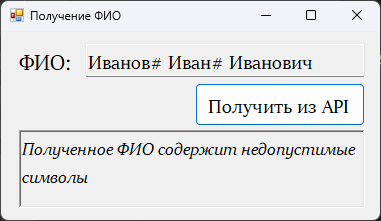 Получение ФИО
ФИО: Иванов# Иван# Иванович
Получить из API
Полученное ФИО содержит недопустимые
символы